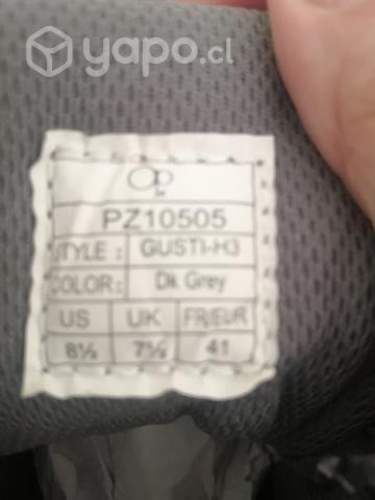 yapo.cl
Op
PZ10505
STYLE : GUSTI-H3
COLOR: Dk Grey
US UK FR/EUR
8½ 7½ 41